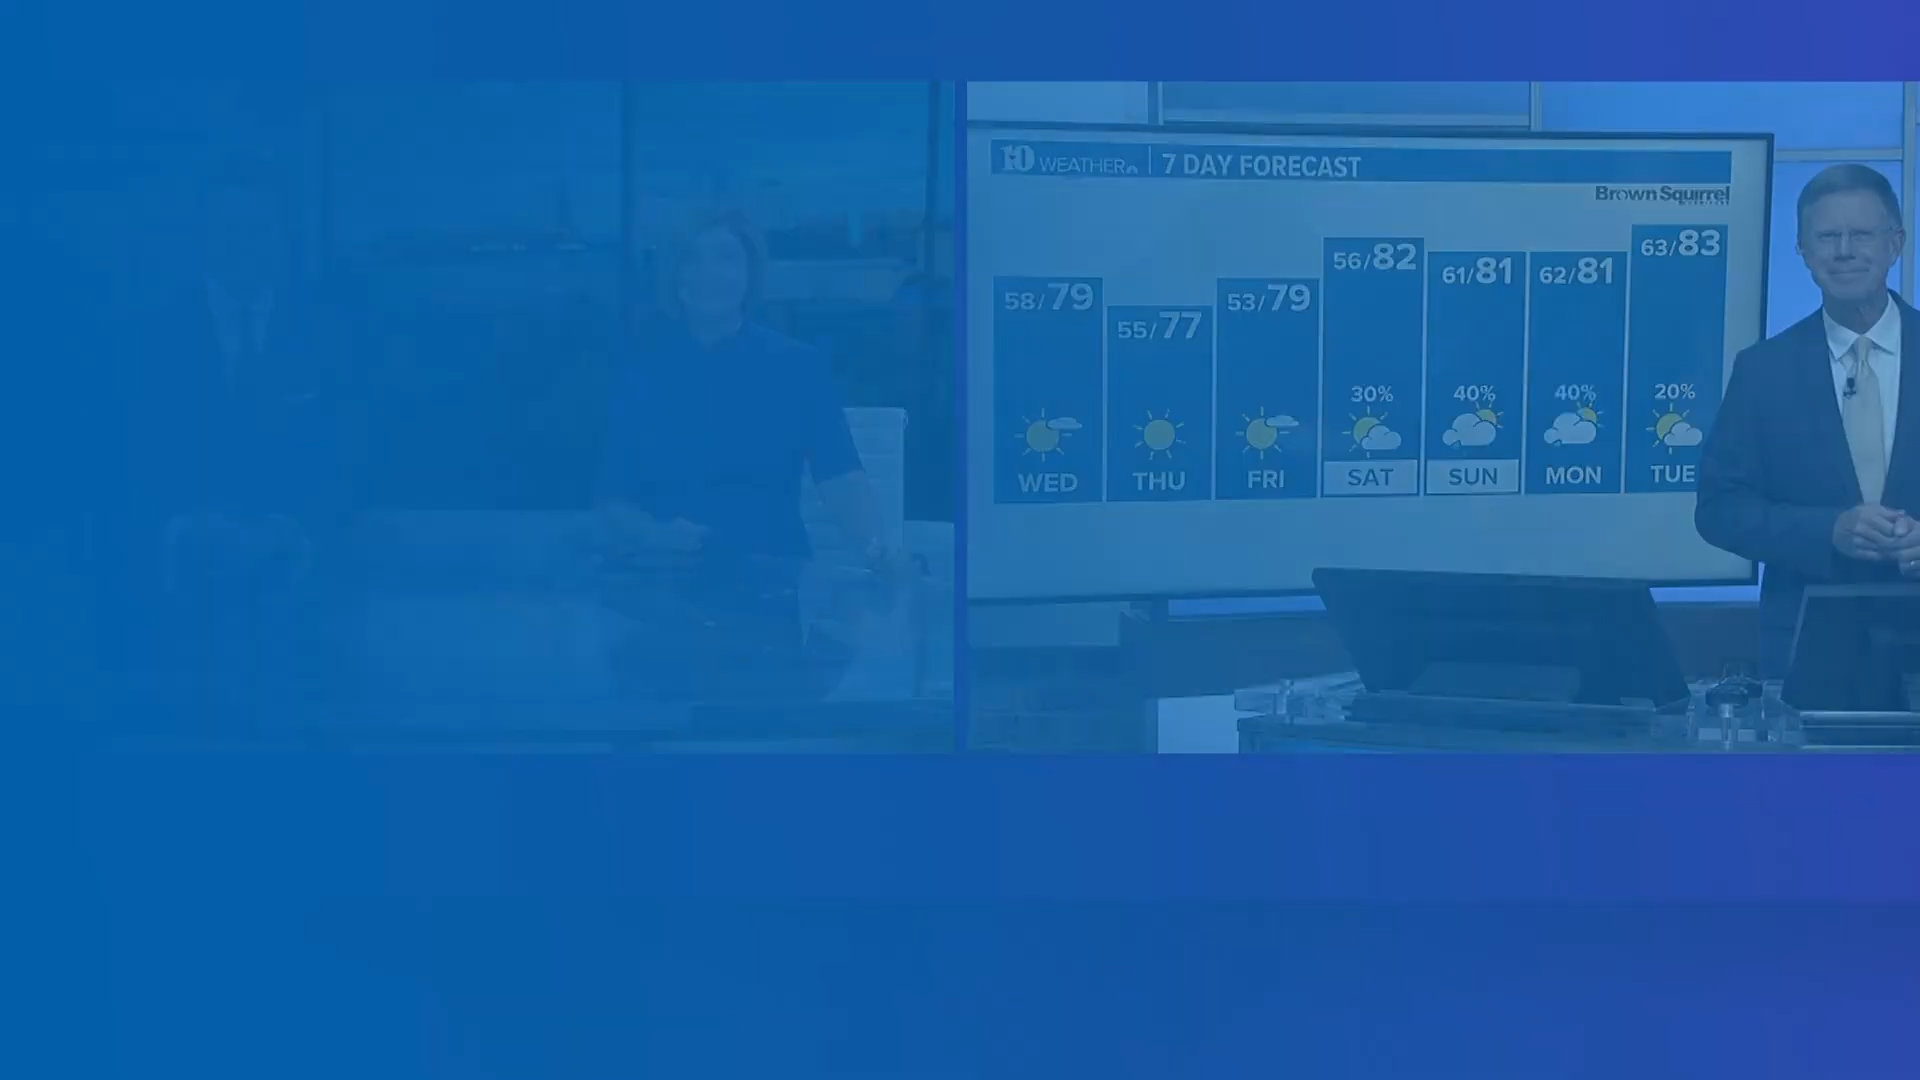 10 WEATHER 7 DAY FORECAST
Brown Squirrel
58/79 55/77 53/79 56/82 61/81 62/81 63/83
30% 40% 40% 20%
WED THU FRI SAT SUN MON TUE